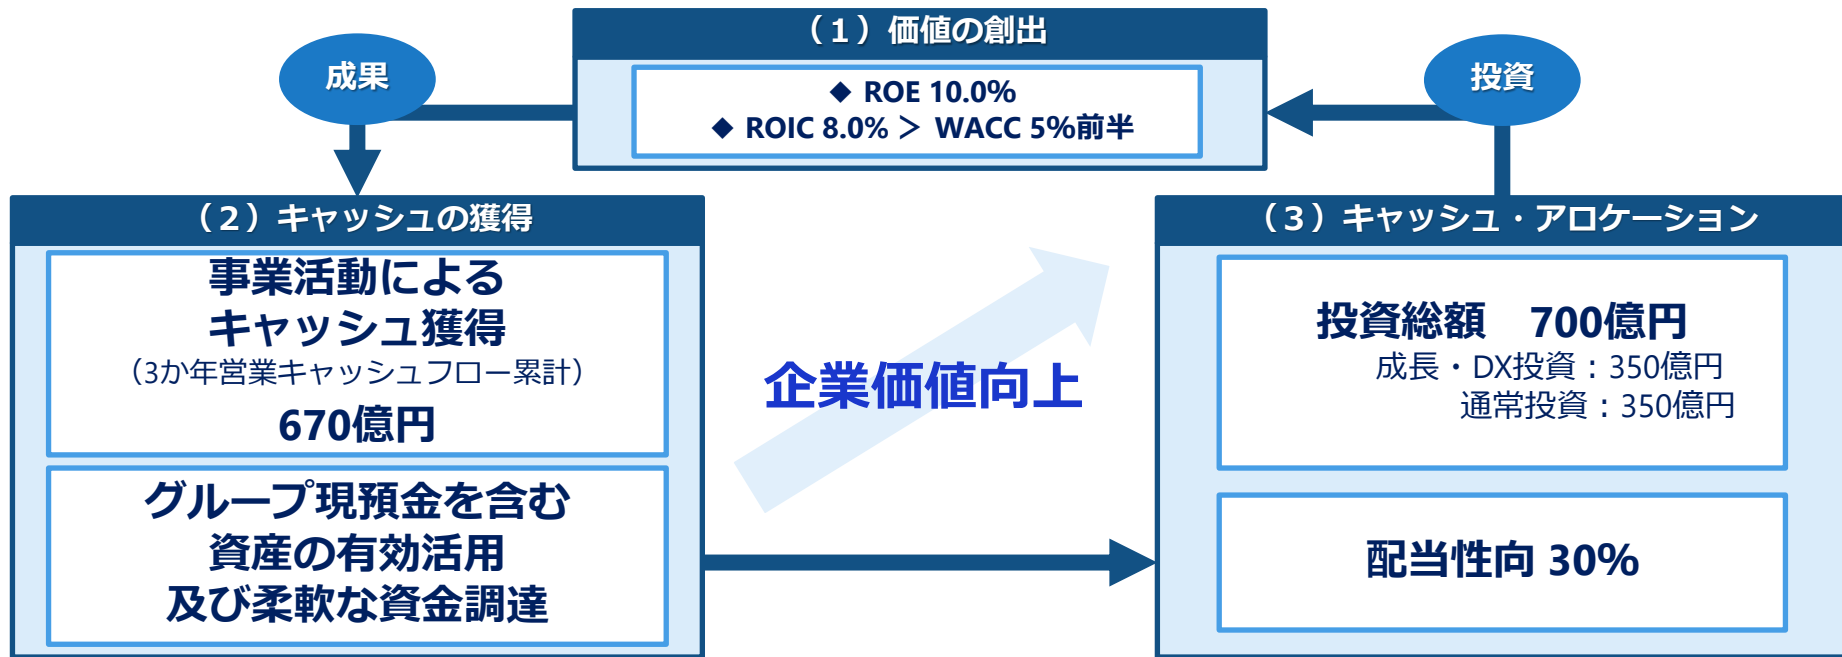 (1)価値の創出
成果
投資
◆ ROE 10.0%
◆ ROIC 8.0% > WACC 5%前半
(2)キャッシュの獲得
事業活動による
キャッシュ獲得
(3か年営業キャッシュフロー累計)
670億円
グループ現預金を含む
資産の有効活用
及び柔軟な資金調達
企業価値向上
(3)キャッシュ・アロケーション
投資総額 700億円
成長・DX投資:350億円
通常投資:350億円
配当性向 30%